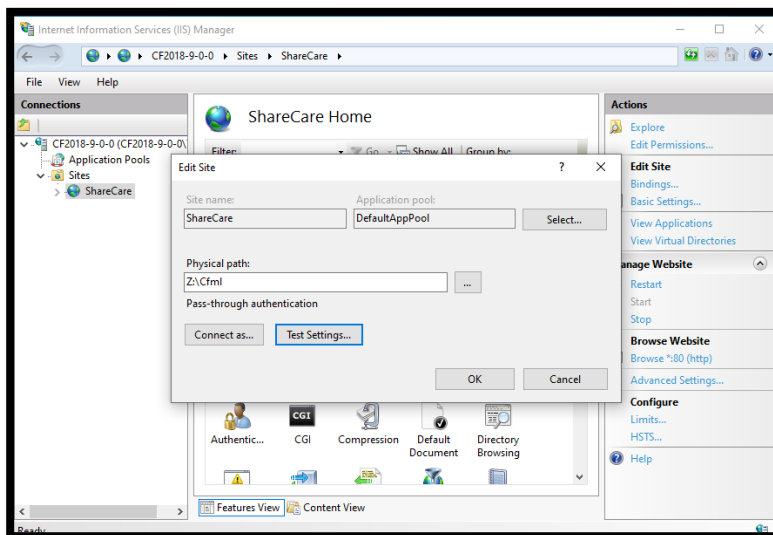 Internet Information Services (IIS) Manager
CF2018-9-0-0 Sites ShareCare
File View Help
Connections
CF2018-9-0-0 (CF2018-9-0-0\
Application Pools
Sites
ShareCare
ShareCare Home
Filter: Go Show All Group by:
Edit Site ?
Site name: Application pool:
ShareCare DefaultAppPool Select...
Physical path:
Z:\Cfml ...
Pass-through authentication
Connect as... Test Settings...
OK Cancel
Authentic... CGI Compression Default Document Directory Browsing
CGI
Features View Content View
Ready
Actions
Explore
Edit Permissions...
Edit Site
Bindings...
Basic Settings...
View Applications
View Virtual Directories
anage Website
Restart
Start
Stop
Browse Website
Browse *:80 (http)
Advanced Settings...
Configure
Limits...
HSTS...
Help